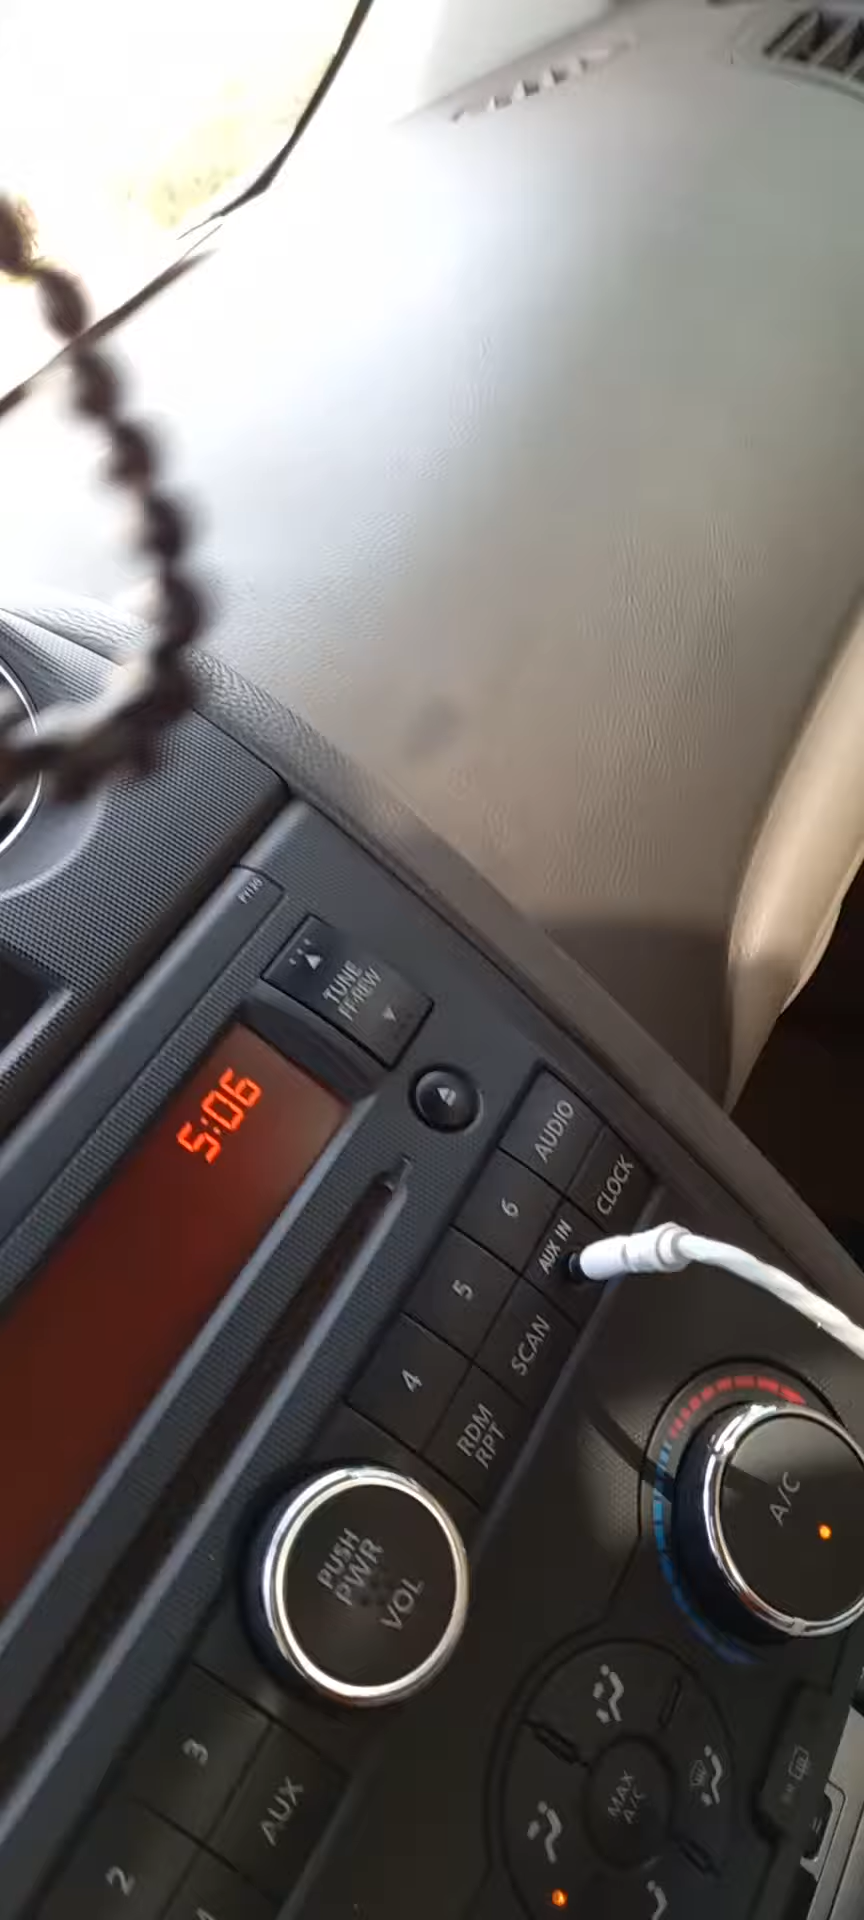 TUNE
FF·REW
5:06
AUDIO
6
CLOCK
AUX IN
5
SCAN
4
RDM
RPT
A/C
PUSH
PWR
VOL
3
AUX
MAX
A/C
2